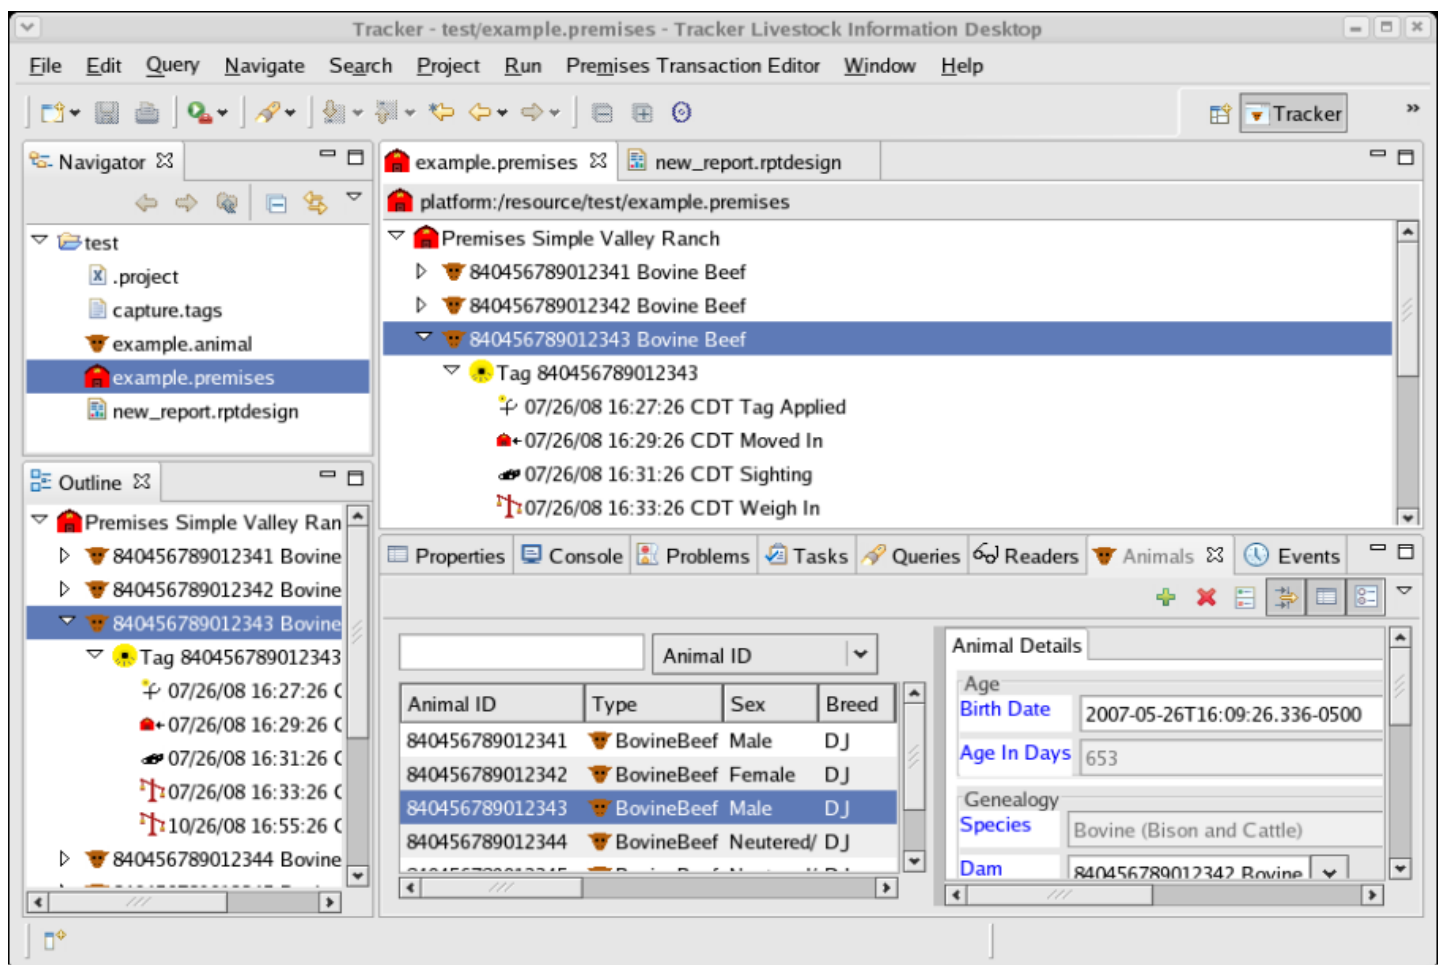 Tracker - test/example.premises - Tracker Livestock Information Desktop
File Edit Query Navigate Search Project Run Premises Transaction Editor Window Help
Tracker »
Navigator
test
.project
capture.tags
example.animal
example.premises
new_report.rptdesign
example.premises new_report.rptdesign
platform:/resource/test/example.premises
Premises Simple Valley Ranch
840456789012341 Bovine Beef
840456789012342 Bovine Beef
840456789012343 Bovine Beef
Tag 840456789012343
07/26/08 16:27:26 CDT Tag Applied
07/26/08 16:29:26 CDT Moved In
07/26/08 16:31:26 CDT Sighting
07/26/08 16:33:26 CDT Weigh In
Outline
Premises Simple Valley Ran
840456789012341 Bovine
840456789012342 Bovine
840456789012343 Bovine
Tag 840456789012343
07/26/08 16:27:26 C
07/26/08 16:29:26 C
07/26/08 16:31:26 C
07/26/08 16:33:26 C
10/26/08 16:55:26 C
840456789012344 Bovine
Properties Console Problems Tasks Queries Readers Animals Events
Animal ID
Animal ID Type Sex Breed
840456789012341 BovineBeef Male DJ
840456789012342 BovineBeef Female DJ
840456789012343 BovineBeef Male DJ
840456789012344 BovineBeef Neutered/ DJ
Animal Details
Age
Birth Date 2007-05-26T16:09:26.336-0500
Age In Days 653
Genealogy
Species Bovine (Bison and Cattle)
Dam 840456789012342 Bovine